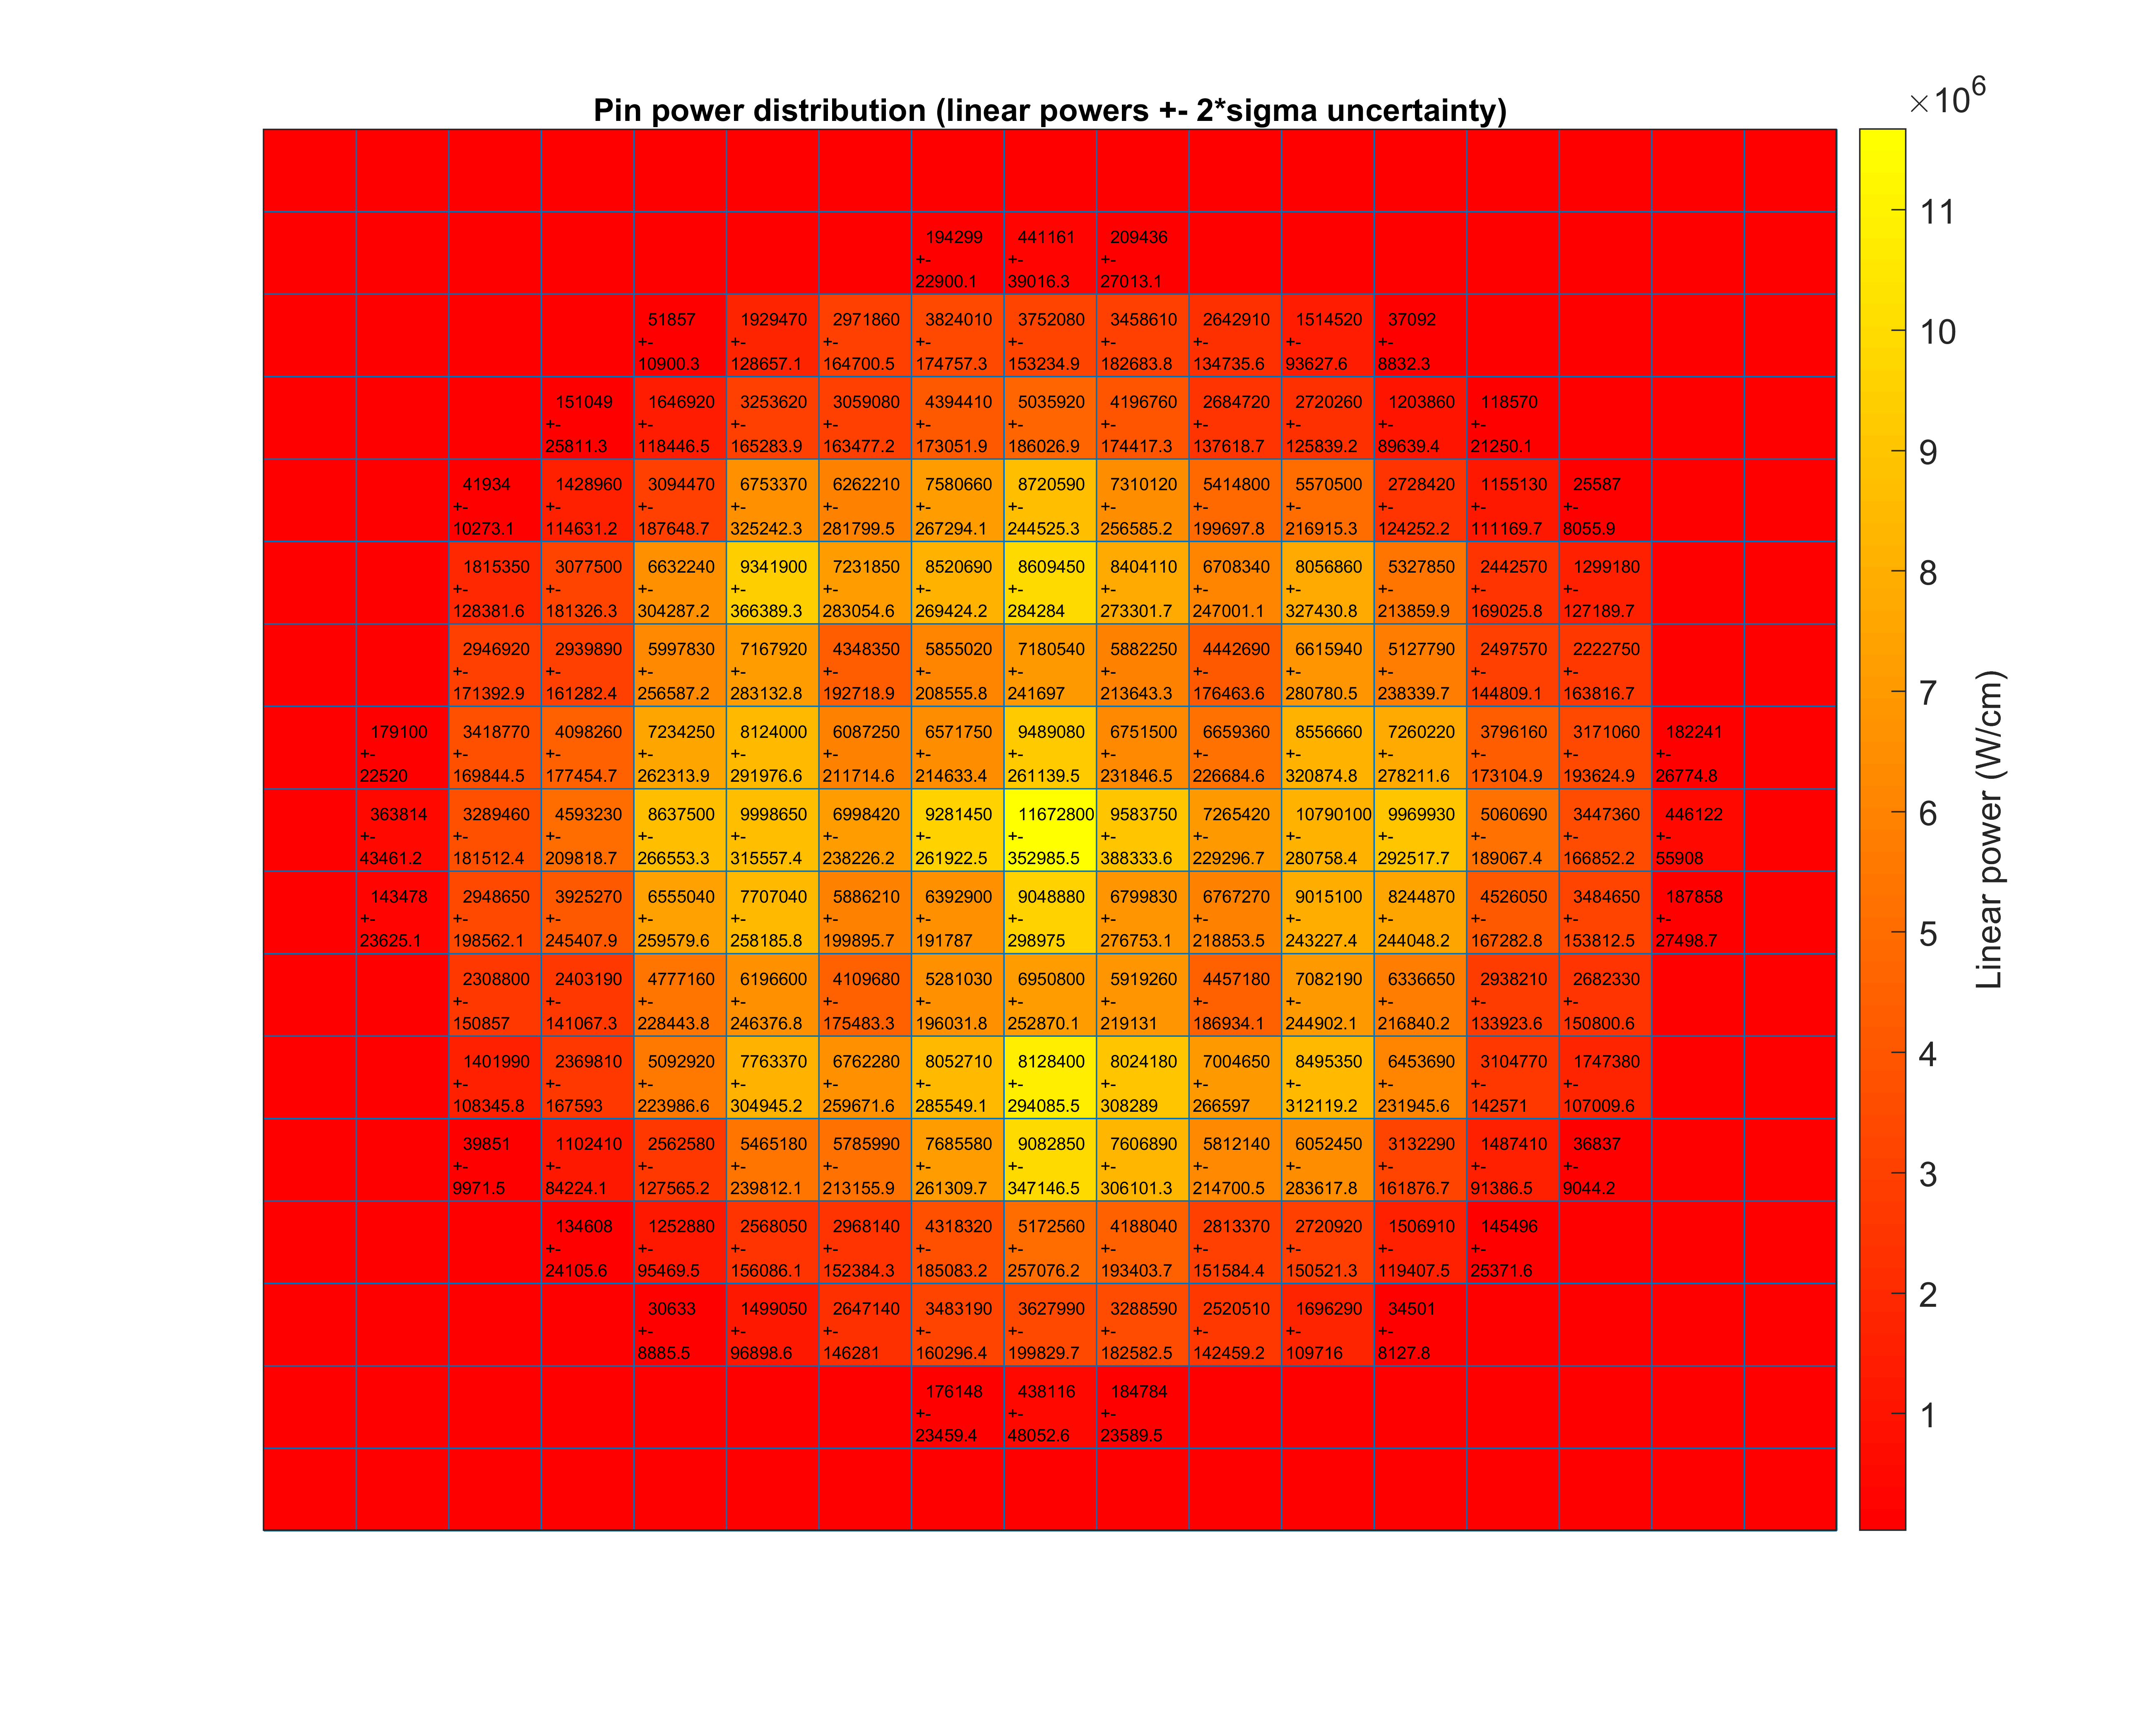 ×10^6
Pin power distribution (linear powers +- 2*sigma uncertainty)
194299 441161 209436
+- +- +-
22900.1 39016.3 27013.1
51857 1929470 2971860 3824010 3752080 3458610 2642910 1514520 37092
+- +- +- +- +- +- +- +- +-
10900.3 128657.1 164700.5 174757.3 153234.9 182683.8 134735.6 93627.6 8832.3
151049 1646920 3253620 3059080 4394410 5035920 4196760 2684720 2720260 1203860 118570
+- +- +- +- +- +- +- +- +- +- +-
25811.3 118446.5 165283.9 163477.2 173051.9 186026.9 174417.3 137618.7 125839.2 89639.4 21250.1
41934 1428960 3094470 6753370 6262210 7580660 8720590 7310120 5414800 5570500 2728420 1155130 25587
+- +- +- +- +- +- +- +- +- +- +- +- +-
10273.1 114631.2 187648.7 325242.3 281799.5 267294.1 244525.3 256585.2 199697.8 216915.3 124252.2 111169.7 8055.9
1815350 3077500 6632240 9341900 7231850 8520690 8609450 8404110 6708340 8056860 5327850 2442570 1299180
+- +- +- +- +- +- +- +- +- +- +- +- +-
128381.6 181326.3 304287.2 366389.3 283054.6 269424.2 284284 273301.7 247001.1 327430.8 213859.9 169025.8 127189.7
2946920 2939890 5997830 7167920 4348350 5855020 7180540 5882250 4442690 6615940 5127790 2497570 2222750
+- +- +- +- +- +- +- +- +- +- +- +- +-
171392.9 161282.4 256587.2 283132.8 192718.9 208555.8 241697 213643.3 176463.6 280780.5 238339.7 144809.1 163816.7
179100 3418770 4098260 7234250 8124000 6087250 6571750 9489080 6751500 6659360 8556660 7260220 3796160 3171060 182241
+- +- +- +- +- +- +- +- +- +- +- +- +- +- +-
22520 169844.5 177454.7 262313.9 291976.6 211714.6 214633.4 261139.5 231846.5 226684.6 320874.8 278211.6 173104.9 193624.9 26774.8
363814 3289460 4593230 8637500 9998650 6998420 9281450 11672800 9583750 7265420 10790100 9969930 5060690 3447360 446122
+- +- +- +- +- +- +- +- +- +- +- +- +- +- +-
43461.2 181512.4 209818.7 266553.3 315557.4 238226.2 261922.5 352985.5 388333.6 229296.7 280758.4 292517.7 189067.4 166852.2 55908
143478 2948650 3925270 6555040 7707040 5886210 6392900 9048880 6799830 6767270 9015100 8244870 4526050 3484650 187858
+- +- +- +- +- +- +- +- +- +- +- +- +- +- +-
23625.1 198562.1 245407.9 259579.6 258185.8 199895.7 191787 298975 276753.1 218853.5 243227.4 244048.2 167282.8 153812.5 27498.7
2308800 2403190 4777160 6196600 4109680 5281030 6950800 5919260 4457180 7082190 6336650 2938210 2682330
+- +- +- +- +- +- +- +- +- +- +- +- +-
150857 141067.3 228443.8 246376.8 175483.3 196031.8 252870.1 219131 186934.1 244902.1 216840.2 133923.6 150800.6
1401990 2369810 5092920 7763370 6762280 8052710 8128400 8024180 7004650 8495350 6453690 3104770 1747380
+- +- +- +- +- +- +- +- +- +- +- +- +-
108345.8 167593 223986.6 304945.2 259671.6 285549.1 294085.5 308289 266597 312119.2 231945.6 142571 107009.6
39851 1102410 2562580 5465180 5785990 7685580 9082850 7606890 5812140 6052450 3132290 1487410 36837
+- +- +- +- +- +- +- +- +- +- +- +- +-
9971.5 84224.1 127565.2 239812.1 213155.9 261309.7 347146.5 306101.3 214700.5 283617.8 161876.7 91386.5 9044.2
134608 1252880 2568050 2968140 4318320 5172560 4188040 2813370 2720920 1506910 145496
+- +- +- +- +- +- +- +- +- +- +-
24105.6 95469.5 156086.1 152384.3 185083.2 257076.2 193403.7 151584.4 150521.3 119407.5 25371.6
30633 1499050 2647140 3483190 3627990 3288590 2520510 1696290 34501
+- +- +- +- +- +- +- +- +-
8885.5 96898.6 146281 160296.4 199829.7 182582.5 142459.2 109716 8127.8
176148 438116 184784
+- +- +-
23459.4 48052.6 23589.5
11
10
9
8
7
6
5
4
3
2
1
Linear power (W/cm)